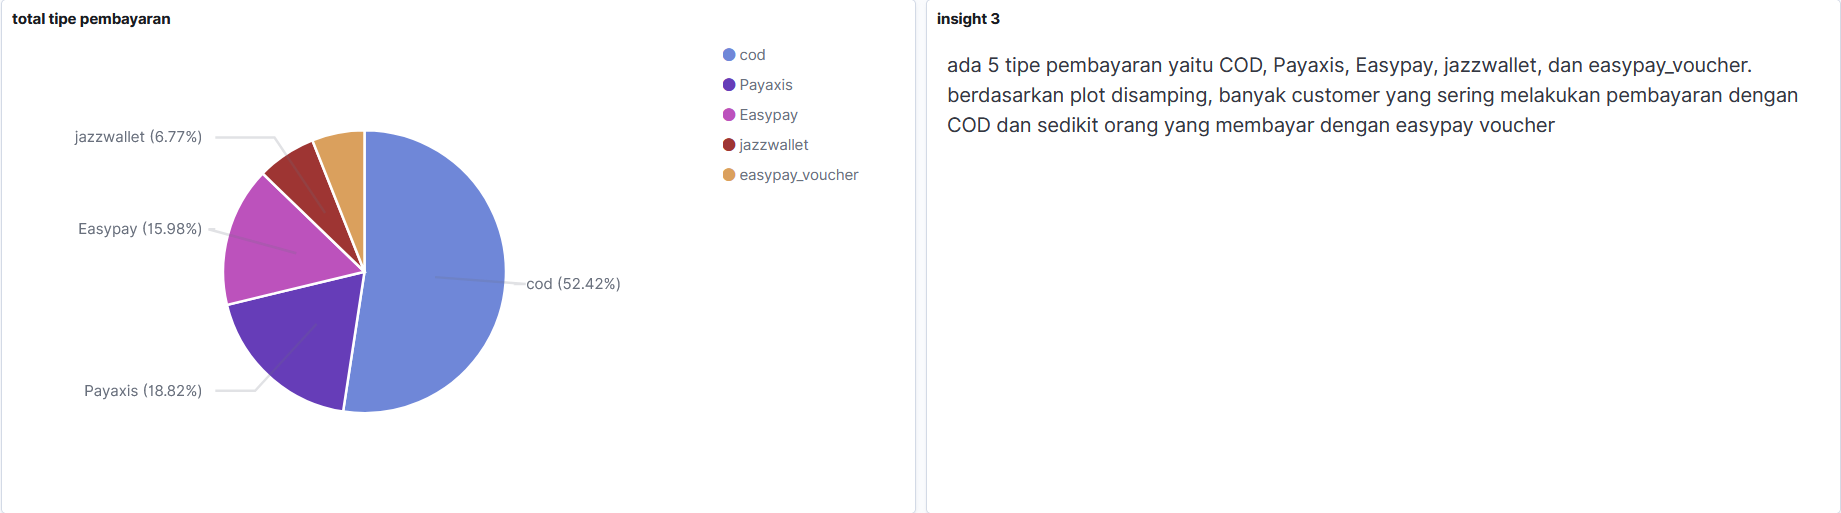 total tipe pembayaran
cod
Payaxis
Easypay
jazzwallet
easypay_voucher
jazzwallet (6.77%)
Easypay (15.98%)
cod (52.42%)
Payaxis (18.82%)
insight 3
ada 5 tipe pembayaran yaitu COD, Payaxis, Easypay, jazzwallet, dan easypay_voucher.
berdasarkan plot disamping, banyak customer yang sering melakukan pembayaran dengan
COD dan sedikit orang yang membayar dengan easypay voucher